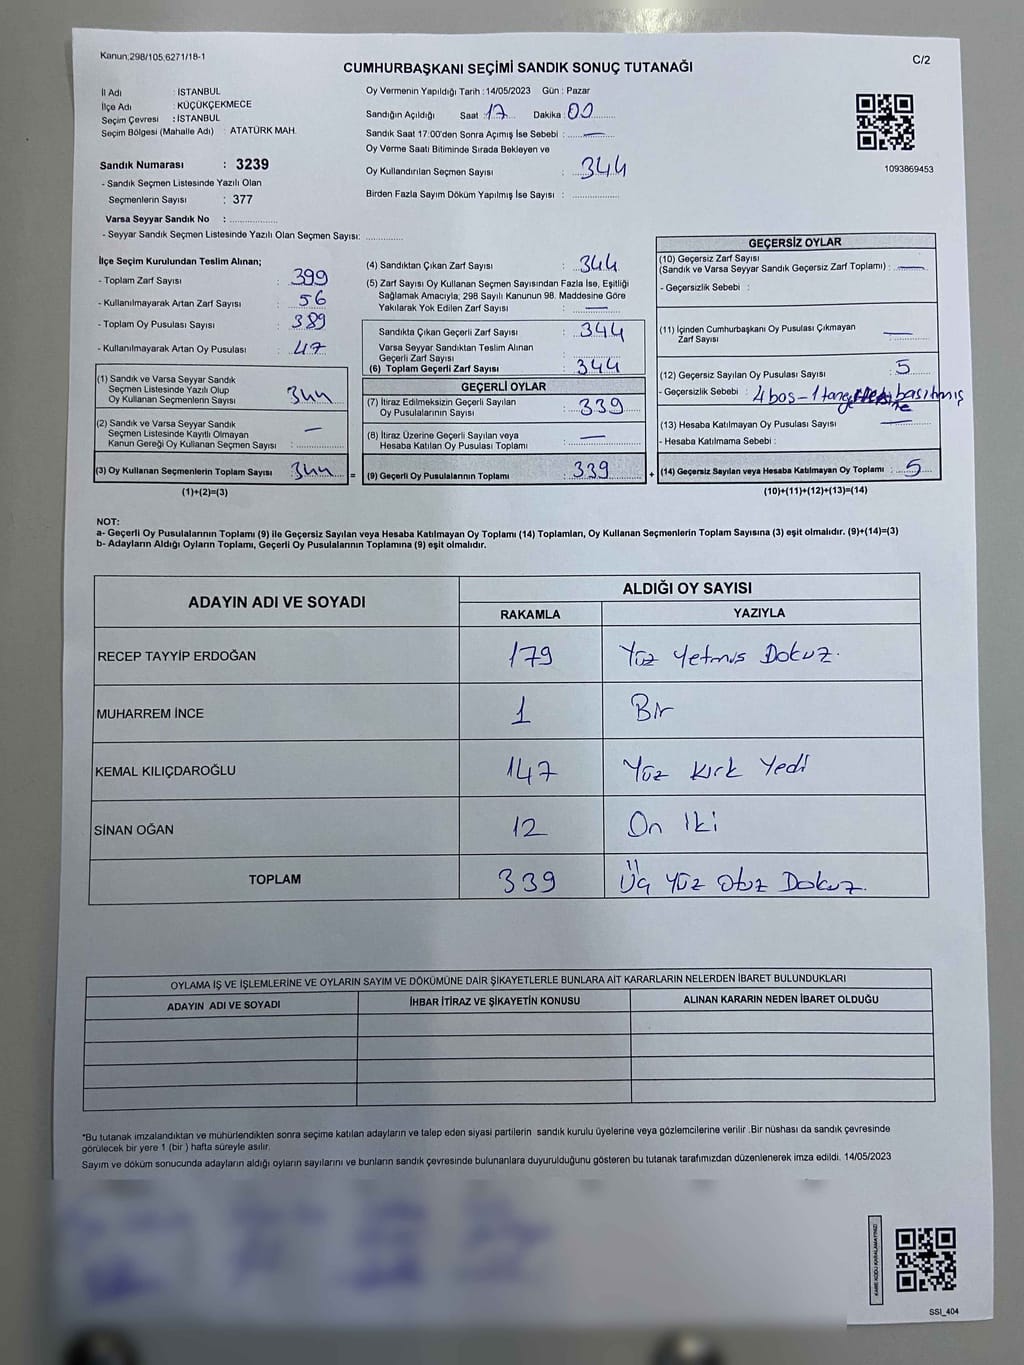 Kanun,298/105,6271/18-1
C/2
CUMHURBAŞKANI SEÇİMİ SANDIK SONUÇ TUTANAĞI
İl Adı : İSTANBUL
İlçe Adı : KÜÇÜKÇEKMECE
Seçim Çevresi : İSTANBUL
Seçim Bölgesi (Mahalle Adı) : ATATÜRK MAH.
Sandık Numarası : 3239
- Sandık Seçmen Listesinde Yazılı Olan
Seçmenlerin Sayısı : 377
Varsa Seyyar Sandık No :
- Seyyar Sandık Seçmen Listesinde Yazılı Olan Seçmen Sayısı:
Oy Vermenin Yapıldığı Tarih :14/05/2023 Gün : Pazar
Sandığın Açıldığı Saat 17 Dakika 00
Sandık Saat 17:00'den Sonra Açımış İse Sebebi : —
Oy Verme Saati Bitiminde Sırada Bekleyen ve
Oy Kullandırılan Seçmen Sayısı : 344
Birden Fazla Sayım Döküm Yapılmış İse Sayısı :
1093869453
İlçe Seçim Kurulundan Teslim Alınan;
- Toplam Zarf Sayısı : 399
- Kullanılmayarak Artan Zarf Sayısı : 56
- Toplam Oy Pusulası Sayısı : 389
- Kullanılmayarak Artan Oy Pusulası : 47
(1) Sandık ve Varsa Seyyar Sandık
Seçmen Listesinde Yazılı Olup
Oy Kullanan Seçmenlerin Sayısı : 344
(2) Sandık ve Varsa Seyyar Sandık
Seçmen Listesinde Kayıtlı Olmayan
Kanun Gereği Oy Kullanan Seçmen Sayısı : —
(3) Oy Kullanan Seçmenlerin Toplam Sayısı : 344 =
(1)+(2)=(3)
(4) Sandıktan Çıkan Zarf Sayısı : 344
(5) Zarf Sayısı Oy Kullanan Seçmen Sayısından Fazla İse, Eşitliği
Sağlamak Amacıyla; 298 Sayılı Kanunun 98. Maddesine Göre
Yakılarak Yok Edilen Zarf Sayısı : —
Sandıkta Çıkan Geçerli Zarf Sayısı : 344
Varsa Seyyar Sandıktan Teslim Alınan
Geçerli Zarf Sayısı :
(6) Toplam Geçerli Zarf Sayısı : 344
GEÇERLİ OYLAR
(7) İtiraz Edilmeksizin Geçerli Sayılan
Oy Pusulalarının Sayısı : 339
(8) İtiraz Üzerine Geçerli Sayılan veya
Hesaba Katılan Oy Pusulası Toplamı : —
(9) Geçerli Oy Pusulalarının Toplamı : 339 +
GEÇERSİZ OYLAR
(10) Geçersiz Zarf Sayısı
(Sandık ve Varsa Seyyar Sandık Geçersiz Zarf Toplamı) : —
- Geçersizlik Sebebi :
(11) İçinden Cumhurbaşkanı Oy Pusulası Çıkmayan
Zarf Sayısı : —
(12) Geçersiz Sayılan Oy Pusulası Sayısı : 5
- Geçersizlik Sebebi : 4 boş - 1 tane basılmış
(13) Hesaba Katılmayan Oy Pusulası Sayısı : —
- Hesaba Katılmama Sebebi :
(14) Geçersiz Sayılan veya Hesaba Katılmayan Oy Toplamı : 5
(10)+(11)+(12)+(13)=(14)
NOT:
a- Geçerli Oy Pusulalarının Toplamı (9) ile Geçersiz Sayılan veya Hesaba Katılmayan Oy Toplamı (14) Toplamları, Oy Kullanan Seçmenlerin Toplam Sayısına (3) eşit olmalıdır. (9)+(14)=(3)
b- Adayların Aldığı Oyların Toplamı, Geçerli Oy Pusulalarının Toplamına (9) eşit olmalıdır.
ADAYIN ADI VE SOYADI
ALDIĞI OY SAYISI
RAKAMLA YAZIYLA
RECEP TAYYİP ERDOĞAN 179 Yüz Yetmiş Dokuz.
MUHARREM İNCE 1 Bir
KEMAL KILIÇDAROĞLU 147 Yüz Kırk Yedi
SİNAN OĞAN 12 On İki
TOPLAM 339 Üç Yüz Otuz Dokuz.
OYLAMA İŞ VE İŞLEMLERİNE VE OYLARIN SAYIM VE DÖKÜMÜNE DAİR ŞİKAYETLERLE BUNLARA AİT KARARLARIN NELERDEN İBARET BULUNDUKLARI
ADAYIN ADI VE SOYADI İHBAR İTİRAZ VE ŞİKAYETİN KONUSU ALINAN KARARIN NEDEN İBARET OLDUĞU
*Bu tutanak imzalandıktan ve mühürlendikten sonra seçime katılan adayların ve talep eden siyasi partilerin sandık kurulu üyelerine veya gözlemcilerine verilir .Bir nüshası da sandık çevresinde
görülecek bir yere 1 (bir ) hafta süreyle asılır.
Sayım ve döküm sonucunda adayların aldığı oyların sayılarını ve bunların sandık çevresinde bulunanlara duyurulduğunu gösteren bu tutanak tarafımızdan düzenlenerek imza edildi. 14/05/2023
KARE KODU KARALAMAYINIZ!
SSI_404